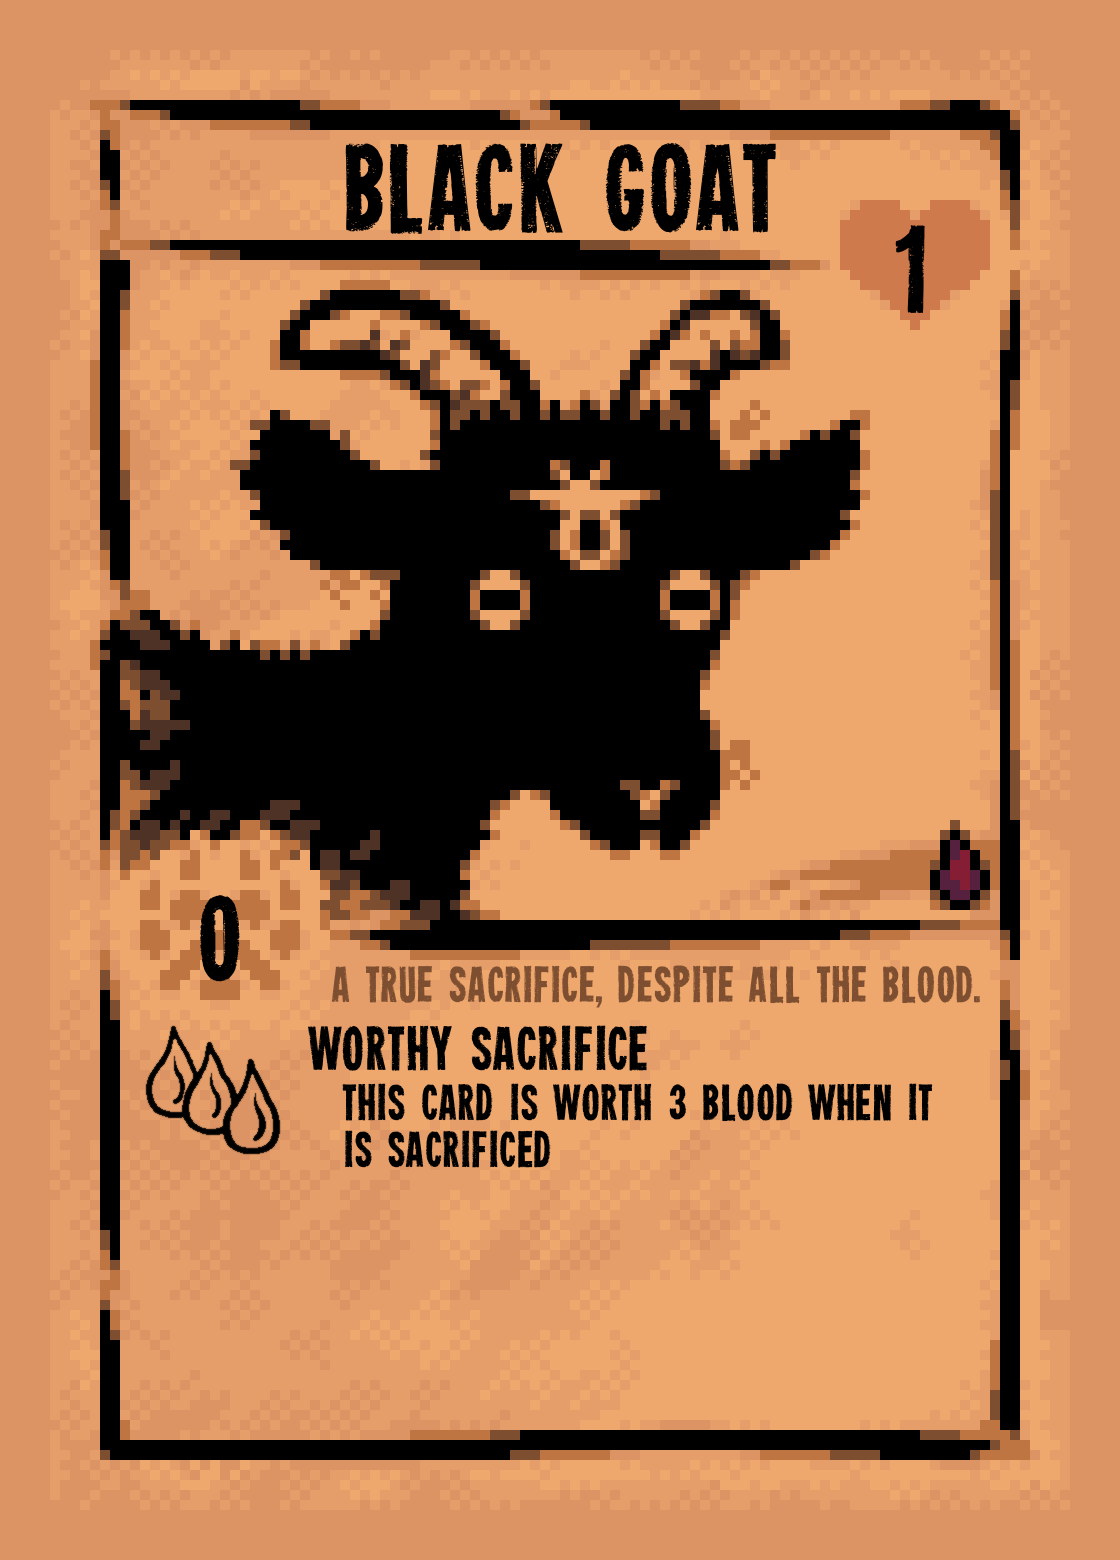 BLACK GOAT
1
0
A TRUE SACRIFICE, DESPITE ALL THE BLOOD.
WORTHY SACRIFICE
THIS CARD IS WORTH 3 BLOOD WHEN IT
IS SACRIFICED